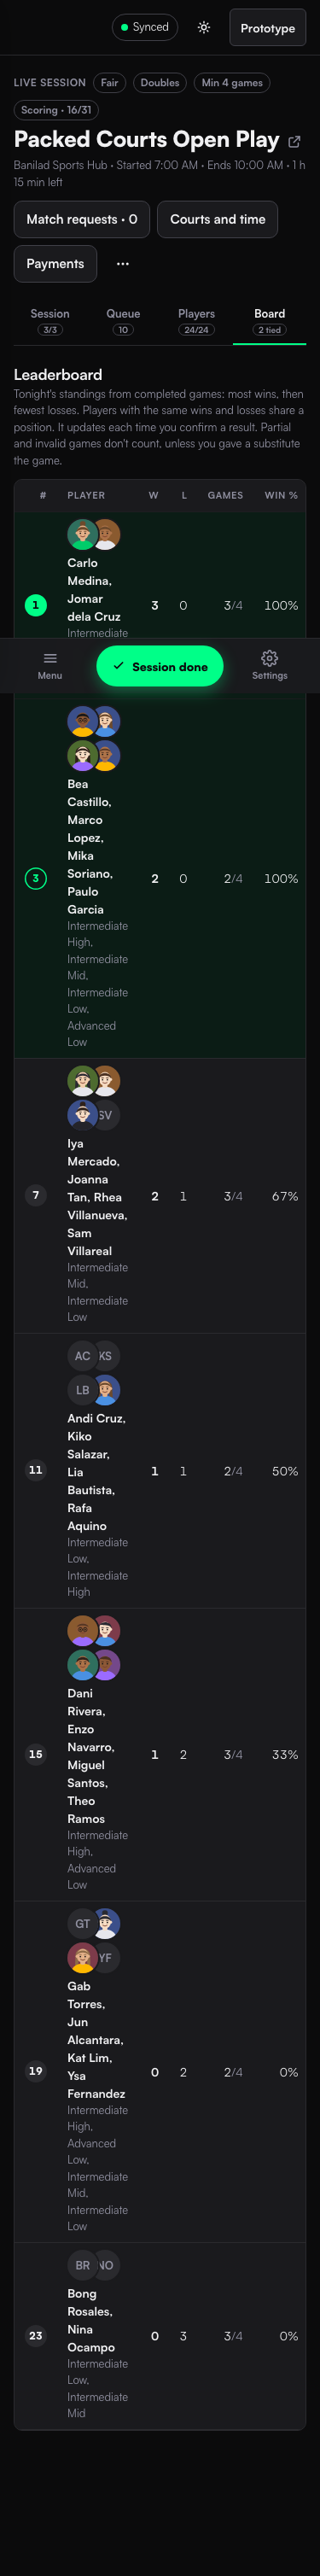 Synced
Prototype
LIVE SESSION Fair Doubles Min 4 games
Scoring · 16/31
Packed Courts Open Play
Banilad Sports Hub · Started 7:00 AM · Ends 10:00 AM · 1 h
15 min left
Match requests · 0 Courts and time
Payments
Session Queue Players Board
3/3 10 24/24 2 tied
Leaderboard
Tonight's standings from completed games: most wins, then
fewest losses. Players with the same wins and losses share a
position. It updates each time you confirm a result. Partial
and invalid games don't count, unless you gave a substitute
the game.
# PLAYER W L GAMES WIN %
Carlo
Medina,
Jomar
1 dela Cruz 3 0 3/4 100%
Intermediate
Menu Session done Settings
Bea
Castillo,
Marco
Lopez,
Mika
Soriano,
3 Paulo 2 0 2/4 100%
Garcia
Intermediate
High,
Intermediate
Mid,
Intermediate
Low,
Advanced
Low
SV
Iya
Mercado,
Joanna
7 Tan, Rhea 2 1 3/4 67%
Villanueva,
Sam
Villareal
Intermediate
Mid,
Intermediate
Low
AC KS
LB
Andi Cruz,
Kiko
Salazar,
11 Lia 1 1 2/4 50%
Bautista,
Rafa
Aquino
Intermediate
Low,
Intermediate
High
Dani
Rivera,
Enzo
Navarro,
15 Miguel 1 2 3/4 33%
Santos,
Theo
Ramos
Intermediate
High,
Advanced
Low
GT
YF
Gab
Torres,
Jun
Alcantara,
19 Kat Lim, 0 2 2/4 0%
Ysa
Fernandez
Intermediate
High,
Advanced
Low,
Intermediate
Mid,
Intermediate
Low
BR NO
Bong
Rosales,
23 Nina 0 3 3/4 0%
Ocampo
Intermediate
Low,
Intermediate
Mid